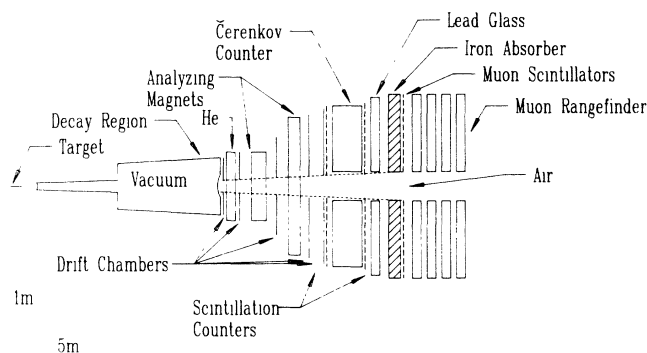 Lead Glass
Čerenkov
Counter
Iron Absorber
Analyzing
Magnets
Muon Scintillators
Muon Rangefinder
He
Decay Region
Target
Vacuum
Air
Drift Chambers
1m
Scintillation
Counters
5m